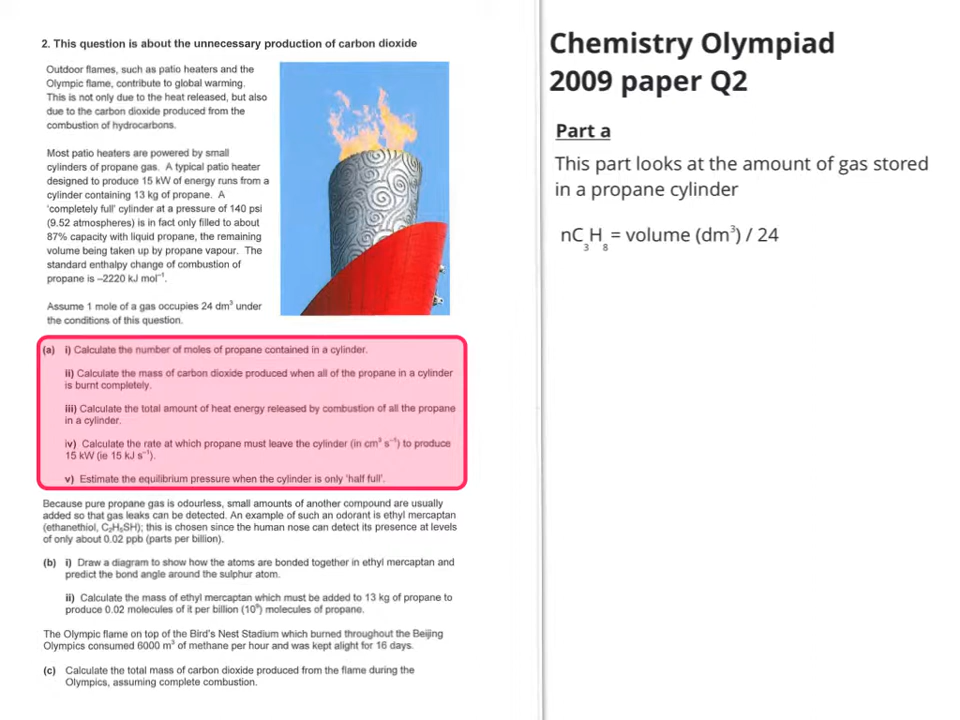 2. This question is about the unnecessary production of carbon dioxide
Outdoor flames, such as patio heaters and the
Olympic flame, contribute to global warming.
This is not only due to the heat released, but also
due to the carbon dioxide produced from the
combustion of hydrocarbons.
Most patio heaters are powered by small
cylinders of propane gas. A typical patio heater
designed to produce 15 kW of energy runs from a
cylinder containing 13 kg of propane. A
'completely full' cylinder at a pressure of 140 psi
(9.52 atmospheres) is in fact only filled to about
87% capacity with liquid propane, the remaining
volume being taken up by propane vapour. The
standard enthalpy change of combustion of
propane is –2220 kJ mol⁻¹.
Assume 1 mole of a gas occupies 24 dm³ under
the conditions of this question.
(a) i) Calculate the number of moles of propane contained in a cylinder.
ii) Calculate the mass of carbon dioxide produced when all of the propane in a cylinder
is burnt completely.
iii) Calculate the total amount of heat energy released by combustion of all the propane
in a cylinder.
iv) Calculate the rate at which propane must leave the cylinder (in cm³ s⁻¹) to produce
15 kW (ie 15 kJ s⁻¹).
v) Estimate the equilibrium pressure when the cylinder is only 'half full'.
Because pure propane gas is odourless, small amounts of another compound are usually
added so that gas leaks can be detected. An example of such an odorant is ethyl mercaptan
(ethanethiol, C₂H₅SH); this is chosen since the human nose can detect its presence at levels
of only about 0.02 ppb (parts per billion).
(b) i) Draw a diagram to show how the atoms are bonded together in ethyl mercaptan and
predict the bond angle around the sulphur atom.
ii) Calculate the mass of ethyl mercaptan which must be added to 13 kg of propane to
produce 0.02 molecules of it per billion (10⁹) molecules of propane.
The Olympic flame on top of the Bird's Nest Stadium which burned throughout the Beijing
Olympics consumed 6000 m³ of methane per hour and was kept alight for 16 days.
(c) Calculate the total mass of carbon dioxide produced from the flame during the
Olympics, assuming complete combustion.
Chemistry Olympiad
2009 paper Q2
Part a
This part looks at the amount of gas stored
in a propane cylinder
nC₃H₈ = volume (dm³) / 24